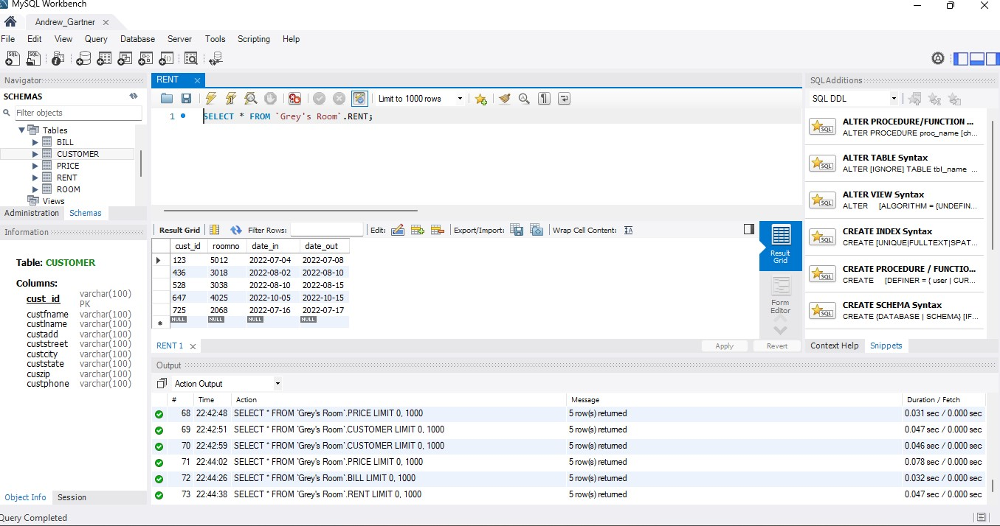 MySQL Workbench
Andrew_Gartner
File Edit View Query Database Server Tools Scripting Help
Navigator
SCHEMAS
Filter objects
Tables
BILL
CUSTOMER
PRICE
RENT
ROOM
Views
Administration Schemas
Information
Table: CUSTOMER
Columns:
cust_id varchar(100)
PK
custfname varchar(100)
custlname varchar(100)
custadd varchar(100)
custstreet varchar(100)
custcity varchar(100)
custstate varchar(100)
cuszip varchar(100)
custphone varchar(100)
Object Info Session
Query Completed
RENT
Limit to 1000 rows
1 SELECT * FROM `Grey's Room`.RENT;
Result Grid Filter Rows: Edit: Export/Import: Wrap Cell Content:
cust_id roomno date_in date_out
123 5012 2022-07-04 2022-07-08
436 3018 2022-08-02 2022-08-10
528 3038 2022-08-10 2022-08-15
647 4025 2022-10-05 2022-10-15
725 2068 2022-07-16 2022-07-17
NULL NULL NULL NULL
Result
Grid
Form
Editor
RENT 1
Apply Revert
Output
Action Output
# Time Action Message Duration / Fetch
68 22:42:48 SELECT * FROM `Grey's Room`.PRICE LIMIT 0, 1000 5 row(s) returned 0.031 sec / 0.000 sec
69 22:42:51 SELECT * FROM `Grey's Room`.CUSTOMER LIMIT 0, 1000 5 row(s) returned 0.047 sec / 0.000 sec
70 22:42:59 SELECT * FROM `Grey's Room`.CUSTOMER LIMIT 0, 1000 5 row(s) returned 0.046 sec / 0.000 sec
71 22:44:02 SELECT * FROM `Grey's Room`.PRICE LIMIT 0, 1000 5 row(s) returned 0.078 sec / 0.000 sec
72 22:44:26 SELECT * FROM `Grey's Room`.BILL LIMIT 0, 1000 5 row(s) returned 0.032 sec / 0.000 sec
73 22:44:38 SELECT * FROM `Grey's Room`.RENT LIMIT 0, 1000 5 row(s) returned 0.047 sec / 0.000 sec
SQLAdditions
SQL DDL
ALTER PROCEDURE/FUNCTION ...
SQL ALTER PROCEDURE proc_name [ch...
ALTER TABLE Syntax
SQL ALTER [IGNORE] TABLE tbl_name ...
ALTER VIEW Syntax
SQL ALTER [ALGORITHM = {UNDEFIN...
CREATE INDEX Syntax
SQL CREATE [UNIQUE|FULLTEXT|SPAT...
CREATE PROCEDURE / FUNCTIO...
SQL CREATE [DEFINER = { user | CUR...
CREATE SCHEMA Syntax
SQL CREATE {DATABASE | SCHEMA} [IF...
Context Help Snippets